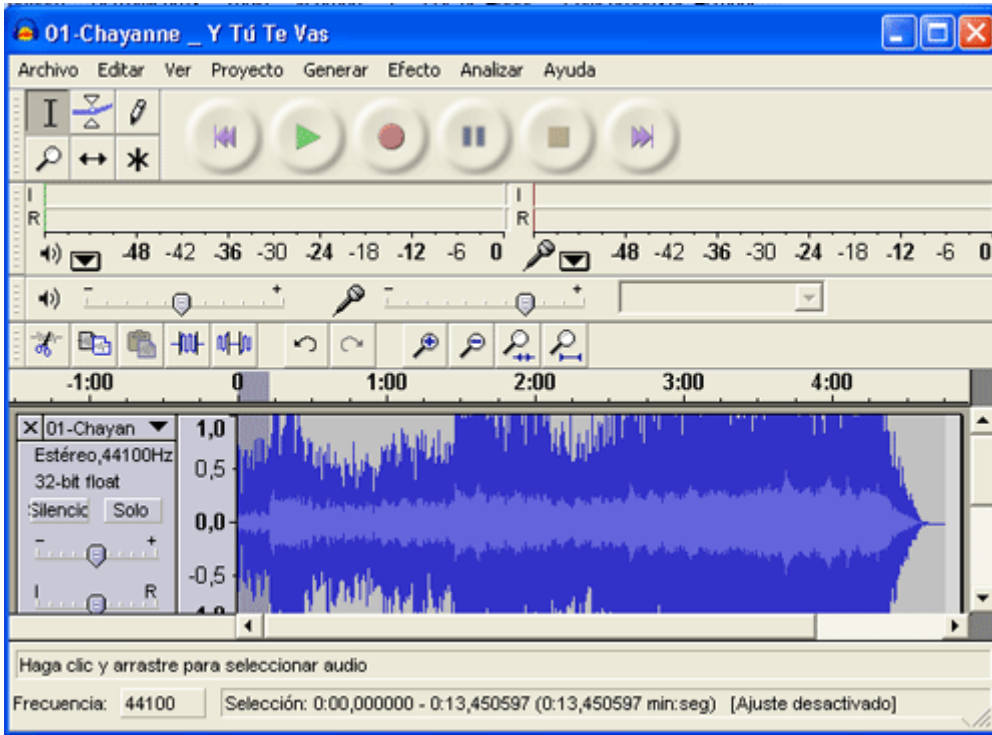 01-Chayanne _ Y Tú Te Vas
Archivo Editar Ver Proyecto Generar Efecto Analizar Ayuda
I I
R R
-48 -42 -36 -30 -24 -18 -12 -6 0 -48 -42 -36 -30 -24 -18 -12 -6 0
- + - +
-1:00 0 1:00 2:00 3:00 4:00
X 01-Chayan 1,0
Estéreo,44100Hz
32-bit float 0,5
Silencic Solo
0,0
- +
-0,5
I R
-1,0
Haga clic y arrastre para seleccionar audio
Frecuencia: 44100 Selección: 0:00,000000 - 0:13,450597 (0:13,450597 min:seg) [Ajuste desactivado]